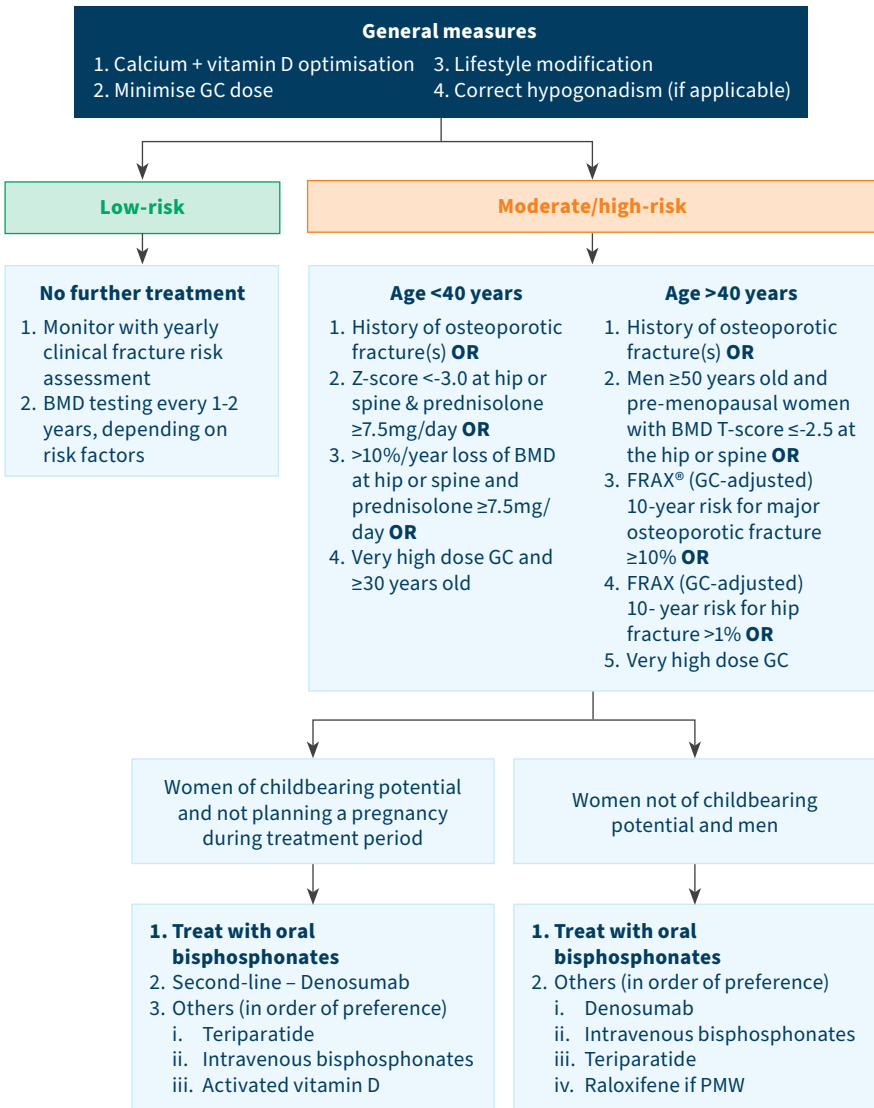 General measures
1. Calcium + vitamin D optimisation
2. Minimise GC dose
3. Lifestyle modification
4. Correct hypogonadism (if applicable)
Low-risk
Moderate/high-risk
No further treatment
1. Monitor with yearly
clinical fracture risk
assessment
2. BMD testing every 1-2
years, depending on
risk factors
Age <40 years
1. History of osteoporotic
fracture(s) OR
2. Z-score <-3.0 at hip or
spine & prednisolone
≥7.5mg/day OR
3. >10%/year loss of BMD
at hip or spine and
prednisolone ≥7.5mg/
day OR
4. Very high dose GC and
≥30 years old
Age >40 years
1. History of osteoporotic
fracture(s) OR
2. Men ≥50 years old and
pre-menopausal women
with BMD T-score ≤-2.5 at
the hip or spine OR
3. FRAX® (GC-adjusted)
10-year risk for major
osteoporotic fracture
≥10% OR
4. FRAX (GC-adjusted)
10- year risk for hip
fracture >1% OR
5. Very high dose GC
Women of childbearing potential
and not planning a pregnancy
during treatment period
Women not of childbearing
potential and men
1. Treat with oral
bisphosphonates
2. Second-line – Denosumab
3. Others (in order of preference)
i. Teriparatide
ii. Intravenous bisphosphonates
iii. Activated vitamin D
1. Treat with oral
bisphosphonates
2. Others (in order of preference)
i. Denosumab
ii. Intravenous bisphosphonates
iii. Teriparatide
iv. Raloxifene if PMW